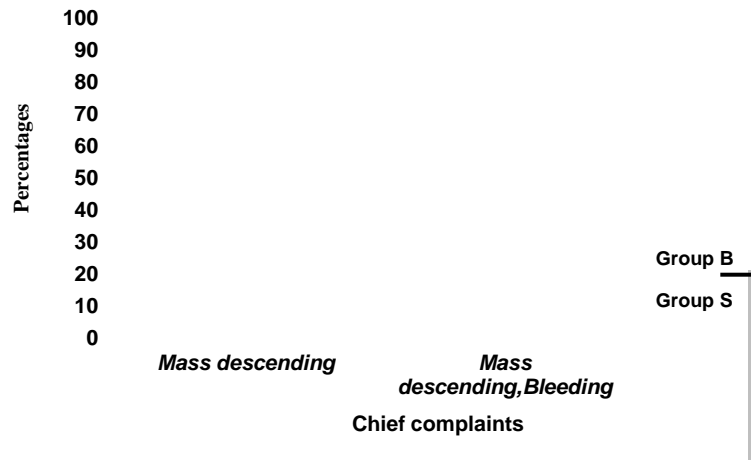 100
90
80
70
60
50
40
30
20
10
0
Percentages
Group B
Group S
Mass descending
Mass
descending,Bleeding
Chief complaints